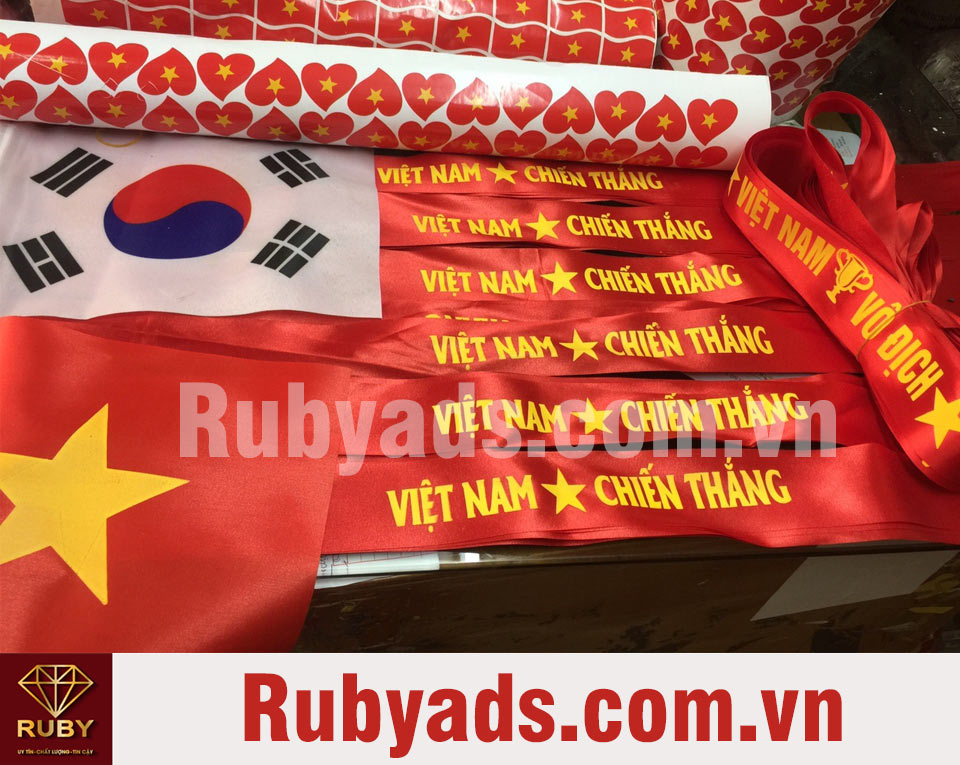 VIỆT NAM ★ CHIẾN THẮNG
VIỆT NAM ★ CHIẾN THẮNG
VIỆT NAM ★ CHIẾN THẮNG
VIỆT NAM ★ CHIẾN THẮNG
VIỆT NAM ★ CHIẾN THẮNG
VIỆT NAM ★ CHIẾN THẮNG
VIỆT NAM 🏆 VÔ ĐỊCH ★
Rubyads.com.vn
RUBY
UY TÍN-CHẤT LƯỢNG-TIN CẬY
Rubyads.com.vn